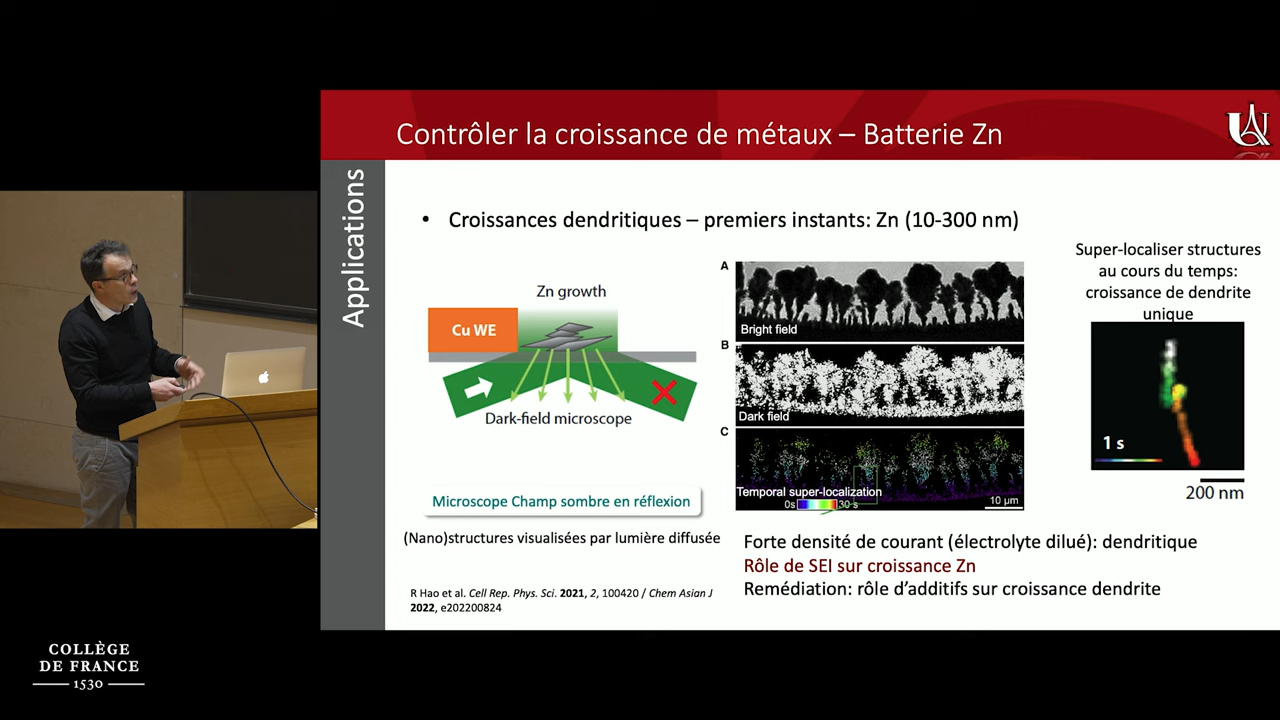 Contrôler la croissance de métaux – Batterie Zn
UA
Applications
• Croissances dendritiques – premiers instants: Zn (10-300 nm)
Super-localiser structures
au cours du temps:
croissance de dendrite
unique
Zn growth
Cu WE
Dark-field microscope
A
Bright field
B
Dark field
C
Temporal super-localization
0s
30 s
10 µm
1 s
200 nm
Microscope Champ sombre en réflexion
(Nano)structures visualisées par lumière diffusée
Forte densité de courant (électrolyte dilué): dendritique
Rôle de SEI sur croissance Zn
Remédiation: rôle d’additifs sur croissance dendrite
R Hao et al. Cell Rep. Phys. Sci. 2021, 2, 100420 / Chem Asian J
2022, e202200824
COLLÈGE
DE FRANCE
1530